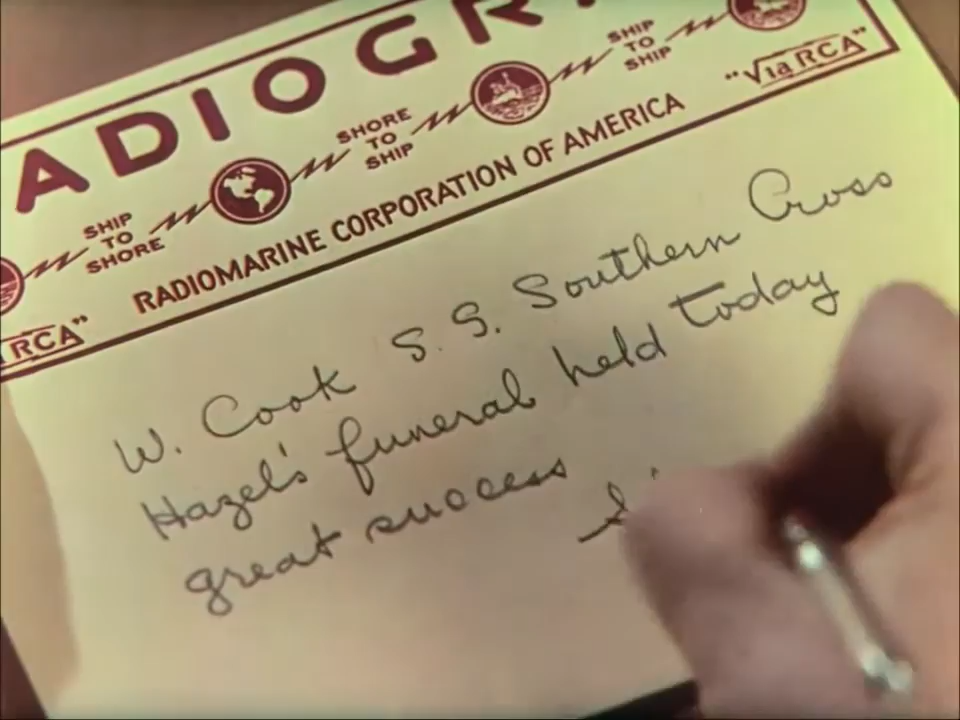 ADIOGR
SHIP TO SHORE
SHORE TO SHIP
SHIP TO SHIP
"Via RCA"
RCA"
RADIOMARINE CORPORATION OF AMERICA
W. Cook S.S. Southern Cross
Hazel's funeral held today
great success